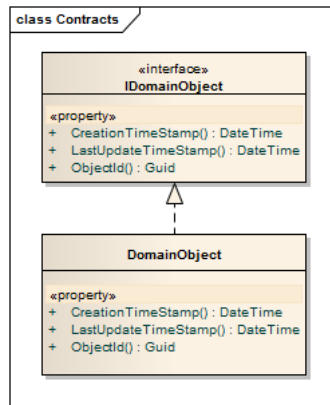 class Contracts
«interface»
IDomainObject
«property»
+ CreationTimeStamp() : DateTime
+ LastUpdateTimeStamp() : DateTime
+ ObjectId() : Guid
DomainObject
«property»
+ CreationTimeStamp() : DateTime
+ LastUpdateTimeStamp() : DateTime
+ ObjectId() : Guid